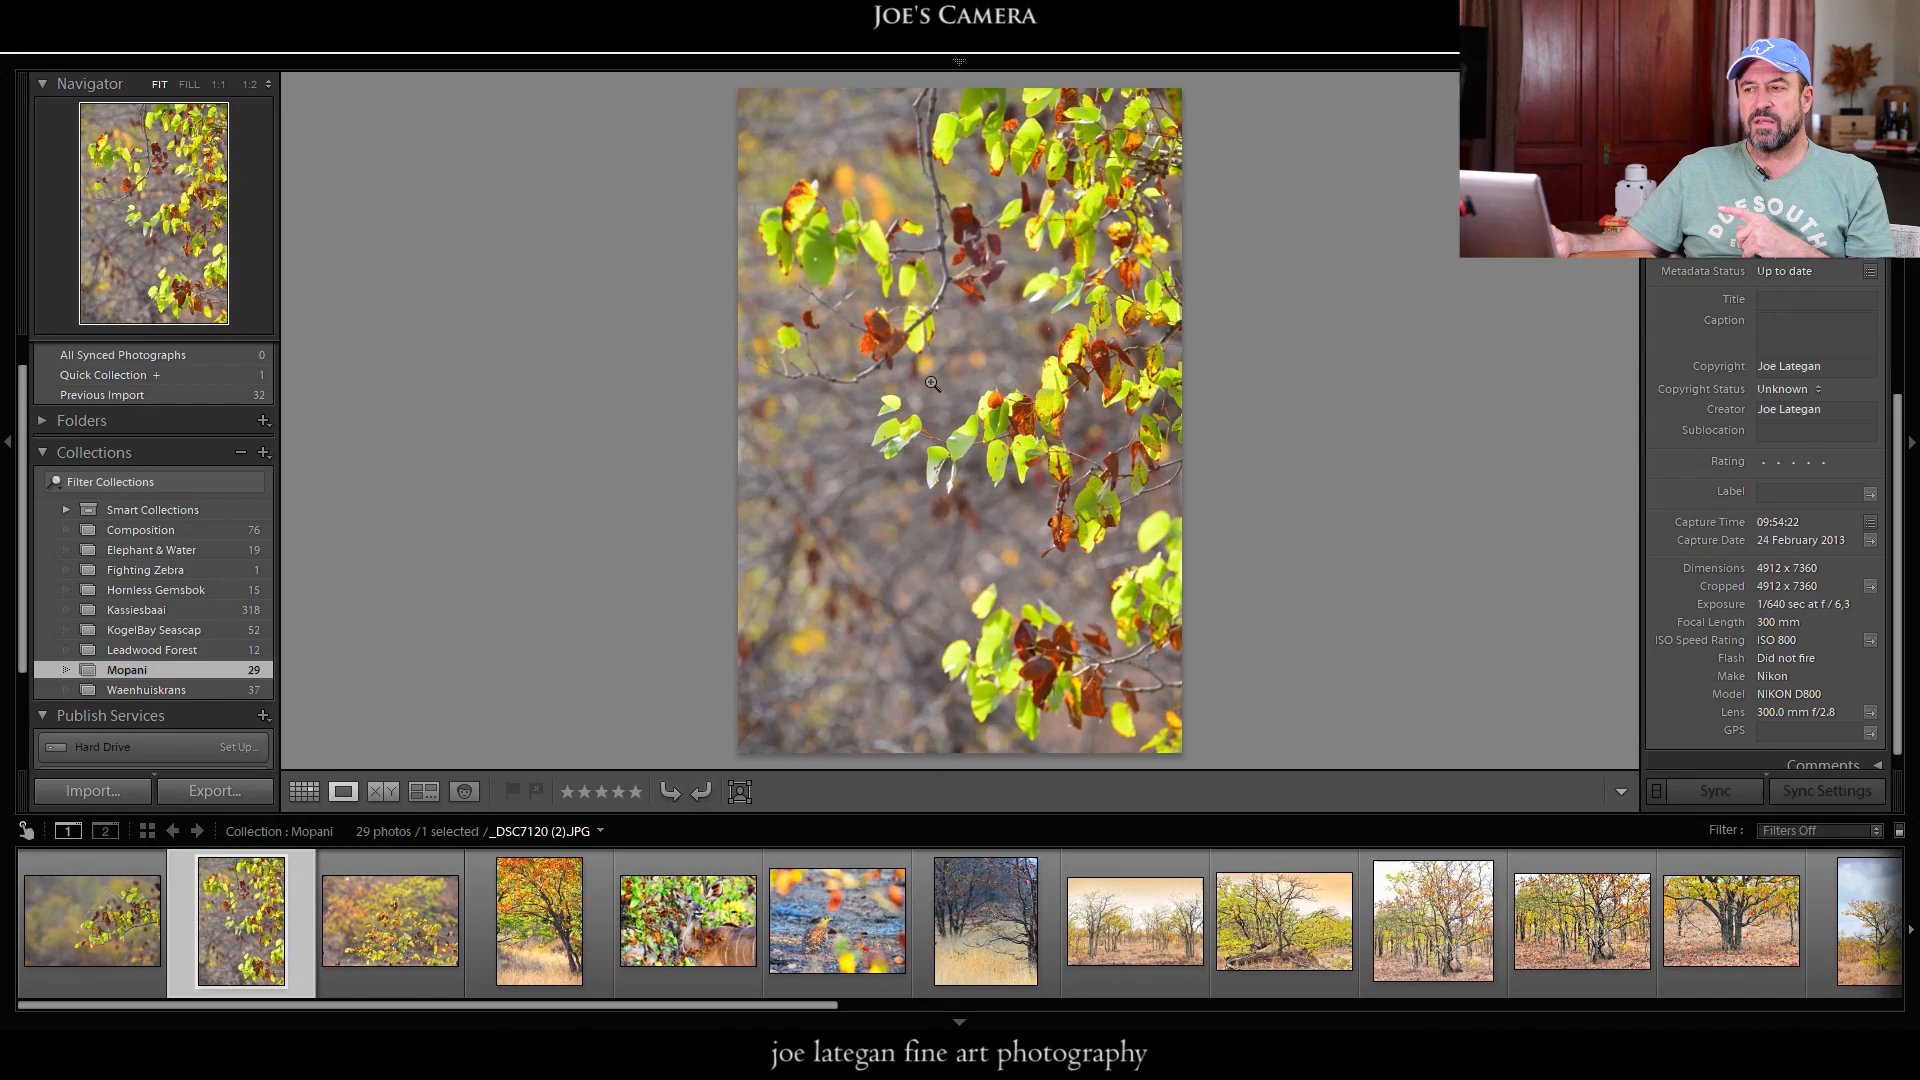 JOE'S CAMERA
Navigator FIT FILL 1:1 1:2
All Synced Photographs 0
Quick Collection + 1
Previous Import 32
Folders
Collections
Filter Collections
Smart Collections
Composition 76
Elephant & Water 19
Fighting Zebra 1
Hornless Gemsbok 15
Kassiesbaai 318
KogelBay Seascap 52
Leadwood Forest 12
Mopani 29
Waenhuiskrans 37
Publish Services
Hard Drive Set Up...
Import... Export...
DUESOUTH
Metadata Status Up to date
Title
Caption
Copyright Joe Lategan
Copyright Status Unknown
Creator Joe Lategan
Sublocation
Rating
Label
Capture Time 09:54:22
Capture Date 24 February 2013
Dimensions 4912 x 7360
Cropped 4912 x 7360
Exposure 1/640 sec at f / 6,3
Focal Length 300 mm
ISO Speed Rating ISO 800
Flash Did not fire
Make Nikon
Model NIKON D800
Lens 300.0 mm f/2.8
GPS
Comments
Sync Sync Settings
X Y
1 2 Collection : Mopani 29 photos /1 selected /_DSC7120 (2).JPG Filter : Filters Off
joe lategan fine art photography